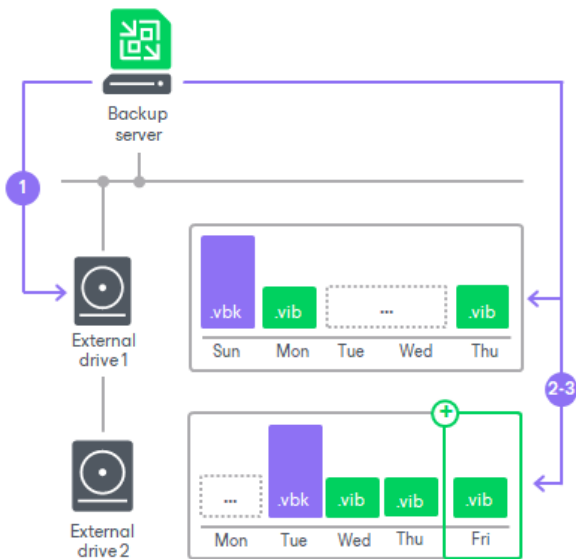 Backup
server
1
.vbk
.vib
...
.vib
Sun Mon Tue Wed Thu
External
drive 1
2-3
+
...
.vbk
.vib
.vib
.vib
Mon Tue Wed Thu Fri
External
drive 2